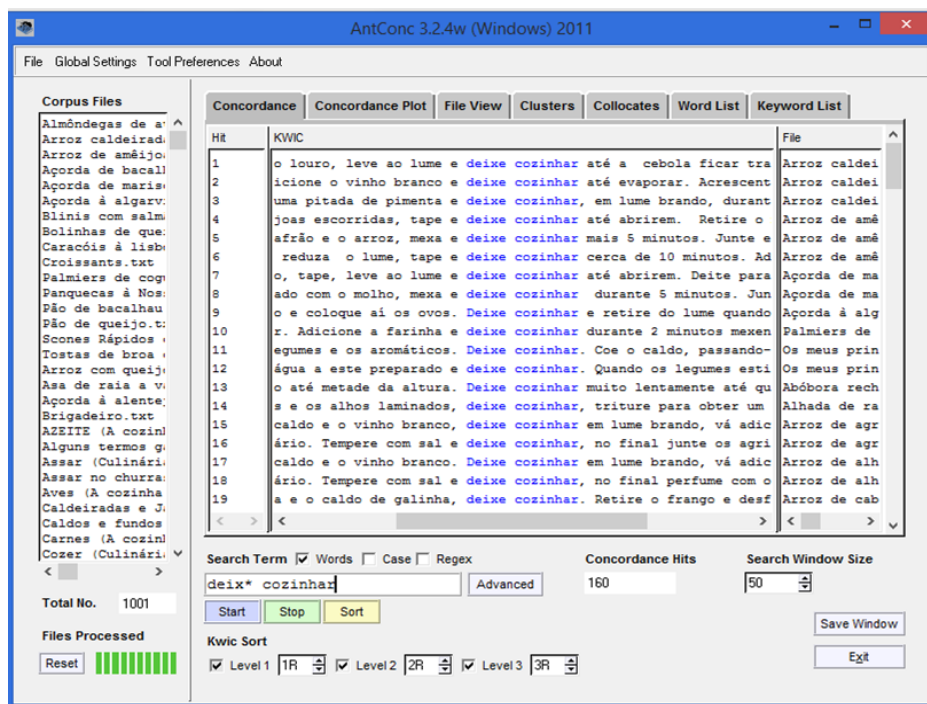 AntConc 3.2.4w (Windows) 2011
File Global Settings Tool Preferences About
Corpus Files
Almôndegas de a
Arroz caldeirad
Arroz de amêijo
Açorda de bacal
Açorda de maris
Açorda à algarv
Blinis com salm
Bolinhas de que
Caracóis à lisb
Croissants.txt
Palmiers de coq
Panquecas à Nos
Pão de bacalhau
Pão de queijo.t
Scones Rápidos
Tostas de broa
Arroz com queij
Asa de raia a v
Açorda à alente
Brigadeiro.txt
AZEITE (A cozin
Alguns termos g
Assar (Culinári
Assar no churra
Aves (A cozinha
Caldeiradas e J
Caldos e fundos
Carnes (A cozin
Cozer (Culinári
Total No. 1001
Files Processed
Reset
Concordance Concordance Plot File View Clusters Collocates Word List Keyword List
Hit KWIC File
1 o louro, leve ao lume e deixe cozinhar até a cebola ficar tra Arroz caldei
2 icione o vinho branco e deixe cozinhar até evaporar. Acrescent Arroz caldei
3 uma pitada de pimenta e deixe cozinhar, em lume brando, durant Arroz caldei
4 joas escorridas, tape e deixe cozinhar até abrirem. Retire o Arroz de amê
5 afrão e o arroz, mexa e deixe cozinhar mais 5 minutos. Junte e Arroz de amê
6 reduza o lume, tape e deixe cozinhar cerca de 10 minutos. Ad Arroz de amê
7 o, tape, leve ao lume e deixe cozinhar até abrirem. Deite para Açorda de ma
8 ado com o molho, mexa e deixe cozinhar durante 5 minutos. Jun Açorda de ma
9 o e coloque aí os ovos. Deixe cozinhar e retire do lume quando Açorda à alg
10 r. Adicione a farinha e deixe cozinhar durante 2 minutos mexen Palmiers de
11 egumes e os aromáticos. Deixe cozinhar. Coe o caldo, passando- Os meus prin
12 água a este preparado e deixe cozinhar. Quando os legumes esti Os meus prin
13 o até metade da altura. Deixe cozinhar muito lentamente até qu Abóbora rech
14 s e os alhos laminados, deixe cozinhar, triture para obter um Alhada de ra
15 caldo e o vinho branco, deixe cozinhar em lume brando, vá adic Arroz de agr
16 ário. Tempere com sal e deixe cozinhar, no final junte os agri Arroz de agr
17 caldo e o vinho branco. Deixe cozinhar em lume brando, vá adic Arroz de alh
18 ário. Tempere com sal e deixe cozinhar, no final perfume com o Arroz de alh
19 a e o caldo de galinha, deixe cozinhar. Retire o frango e desf Arroz de cab
Search Term Words Case Regex Concordance Hits Search Window Size
deix* cozinhar Advanced 160 50
Start Stop Sort
Save Window
Kwic Sort
Level 1 1R Level 2 2R Level 3 3R
Exit